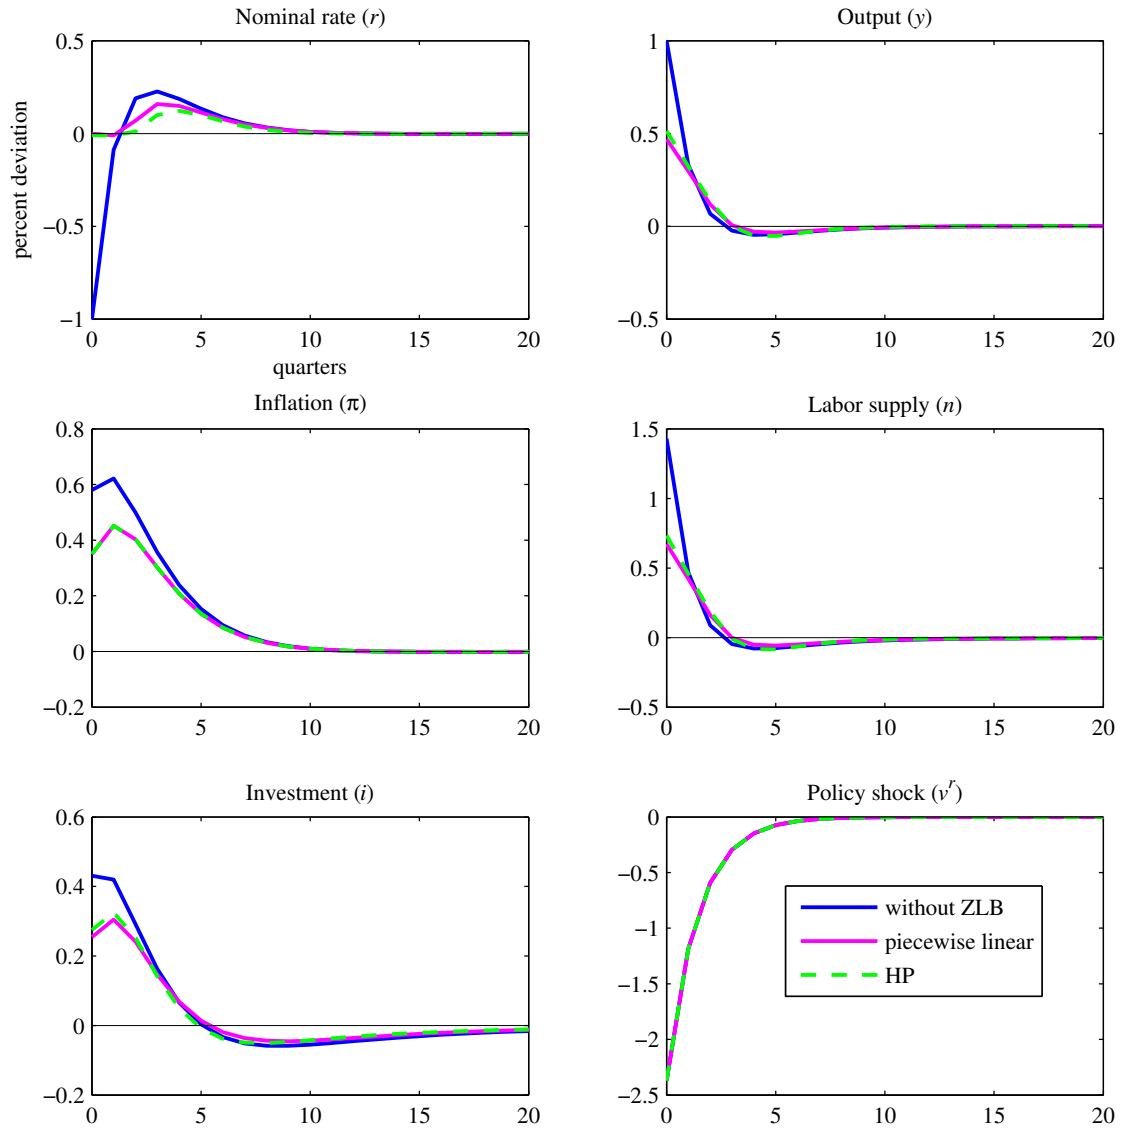 Nominal rate (r)
Output (y)
0.5
0
−0.5
−1
percent deviation
0 5 10 15 20
quarters
1
0.5
0
−0.5
0 5 10 15 20
Inflation (π)
Labor supply (n)
0.8
0.6
0.4
0.2
0
−0.2
0 5 10 15 20
1.5
1
0.5
0
−0.5
0 5 10 15 20
Investment (i)
Policy shock (vʳ)
0.6
0.4
0.2
0
−0.2
0 5 10 15 20
0
−0.5
−1
−1.5
−2
−2.5
0 5 10 15 20
without ZLB
piecewise linear
HP